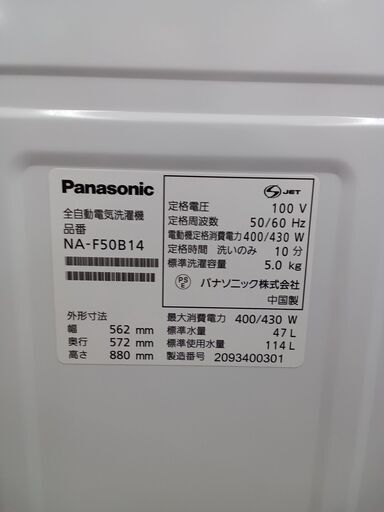 Panasonic
全自動電気洗濯機
品番
NA-F50B14
外形寸法
幅 562 mm
奥行 572 mm
高さ 880 mm
S JET
定格電圧 100 V
定格周波数 50/60 Hz
電動機定格消費電力 400/430 W
定格時間 洗いのみ 10 分
標準洗濯容量 5.0 kg
PS E パナソニック株式会社
中国製
最大消費電力 400/430 W
標準水量 47 L
標準使用水量 114 L
製造番号 2093400301